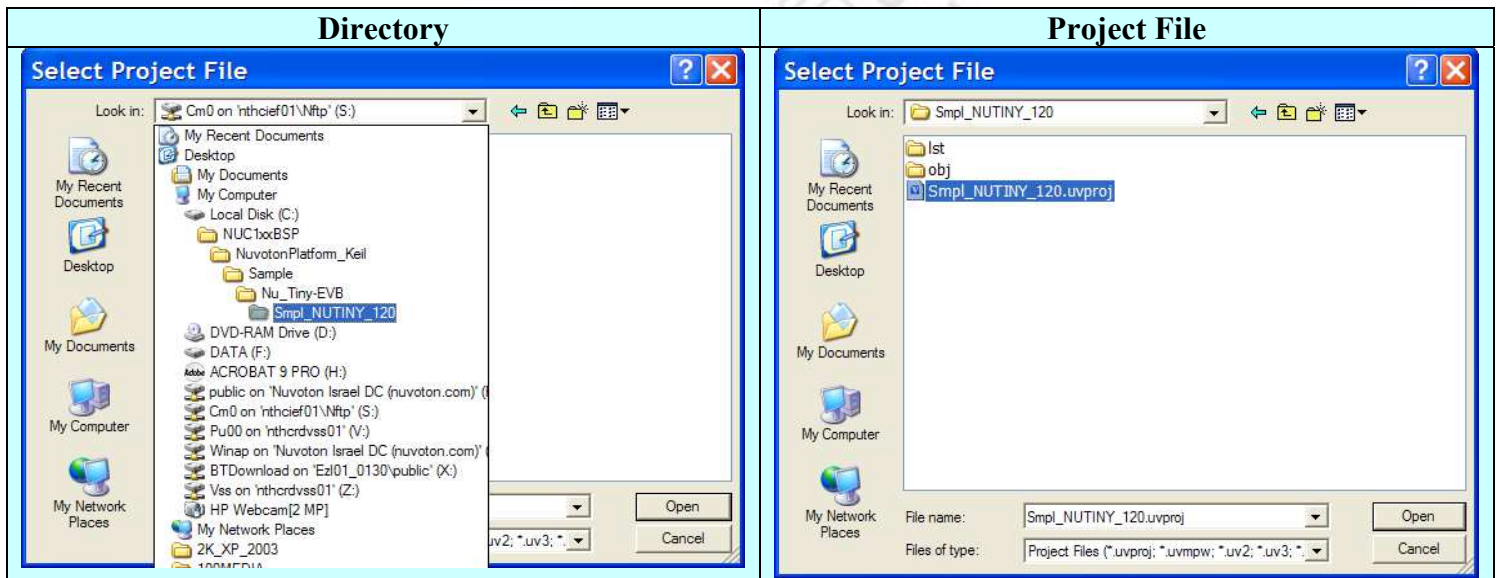 Directory
Project File
Select Project File
Look in:
Cm0 on 'nthcief01\Nftp' (S:)
My Recent Documents
Desktop
My Documents
My Computer
Local Disk (C:)
NUC1xxBSP
NuvotonPlatform_Keil
Sample
Nu_Tiny-EVB
Smpl_NUTINY_120
DVD-RAM Drive (D:)
DATA (F:)
Adobe ACROBAT 9 PRO (H:)
public on 'Nuvoton Israel DC (nuvoton.com)' (
Cm0 on 'nthcief01\Nftp' (S:)
Pu00 on 'nthcrdvss01' (V:)
Winap on 'Nuvoton Israel DC (nuvoton.com)' (
BTDownload on 'Ezl01_0130\public' (X:)
Vss on 'nthcrdvss01' (Z:)
HP Webcam[2 MP]
My Network Places
2K_XP_2003
100MEDIA
My Recent
Documents
Desktop
My Documents
My Computer
My Network
Places
Open
uv2; *.uv3; *.
Cancel
Select Project File
Look in:
Smpl_NUTINY_120
lst
obj
Smpl_NUTINY_120.uvproj
My Recent
Documents
Desktop
My Documents
My Computer
My Network
Places
File name:
Smpl_NUTINY_120.uvproj
Open
Files of type:
Project Files (*.uvproj; *.uvmpw; *.uv2; *.uv3; *.
Cancel